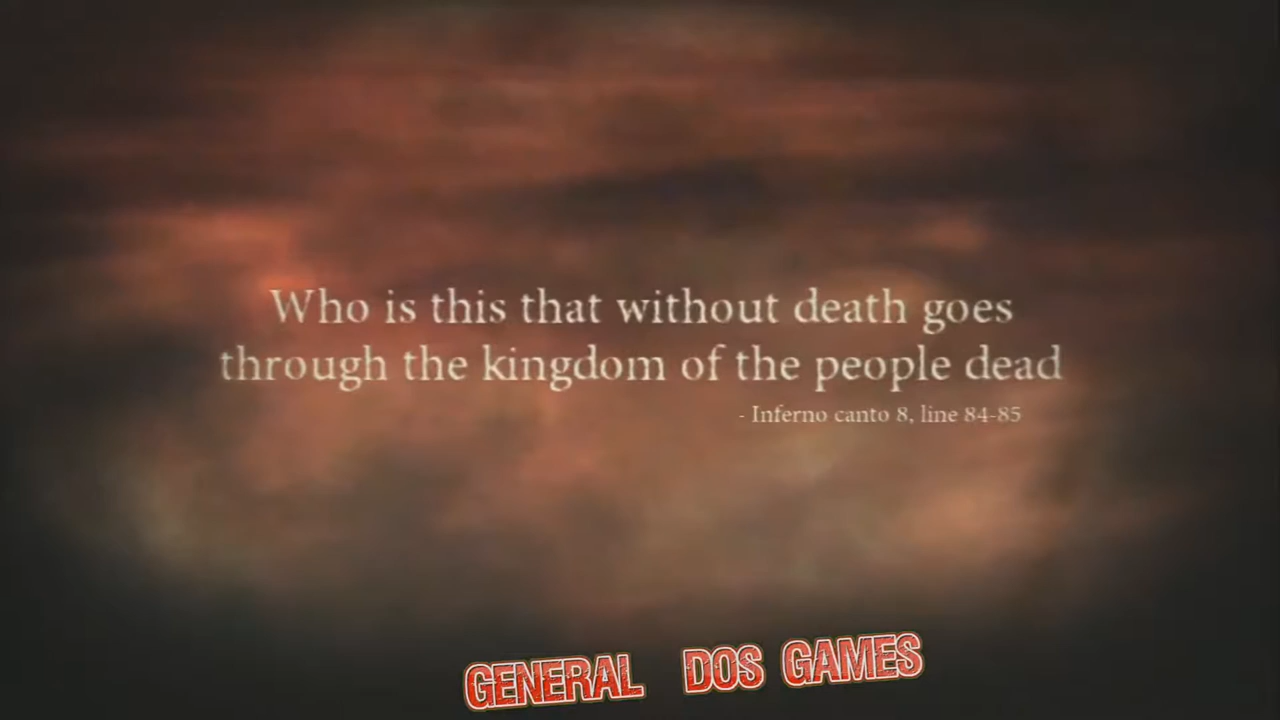 Who is this that without death goes
through the kingdom of the people dead
- Inferno canto 8, line 84-85
GENERAL DOS GAMES